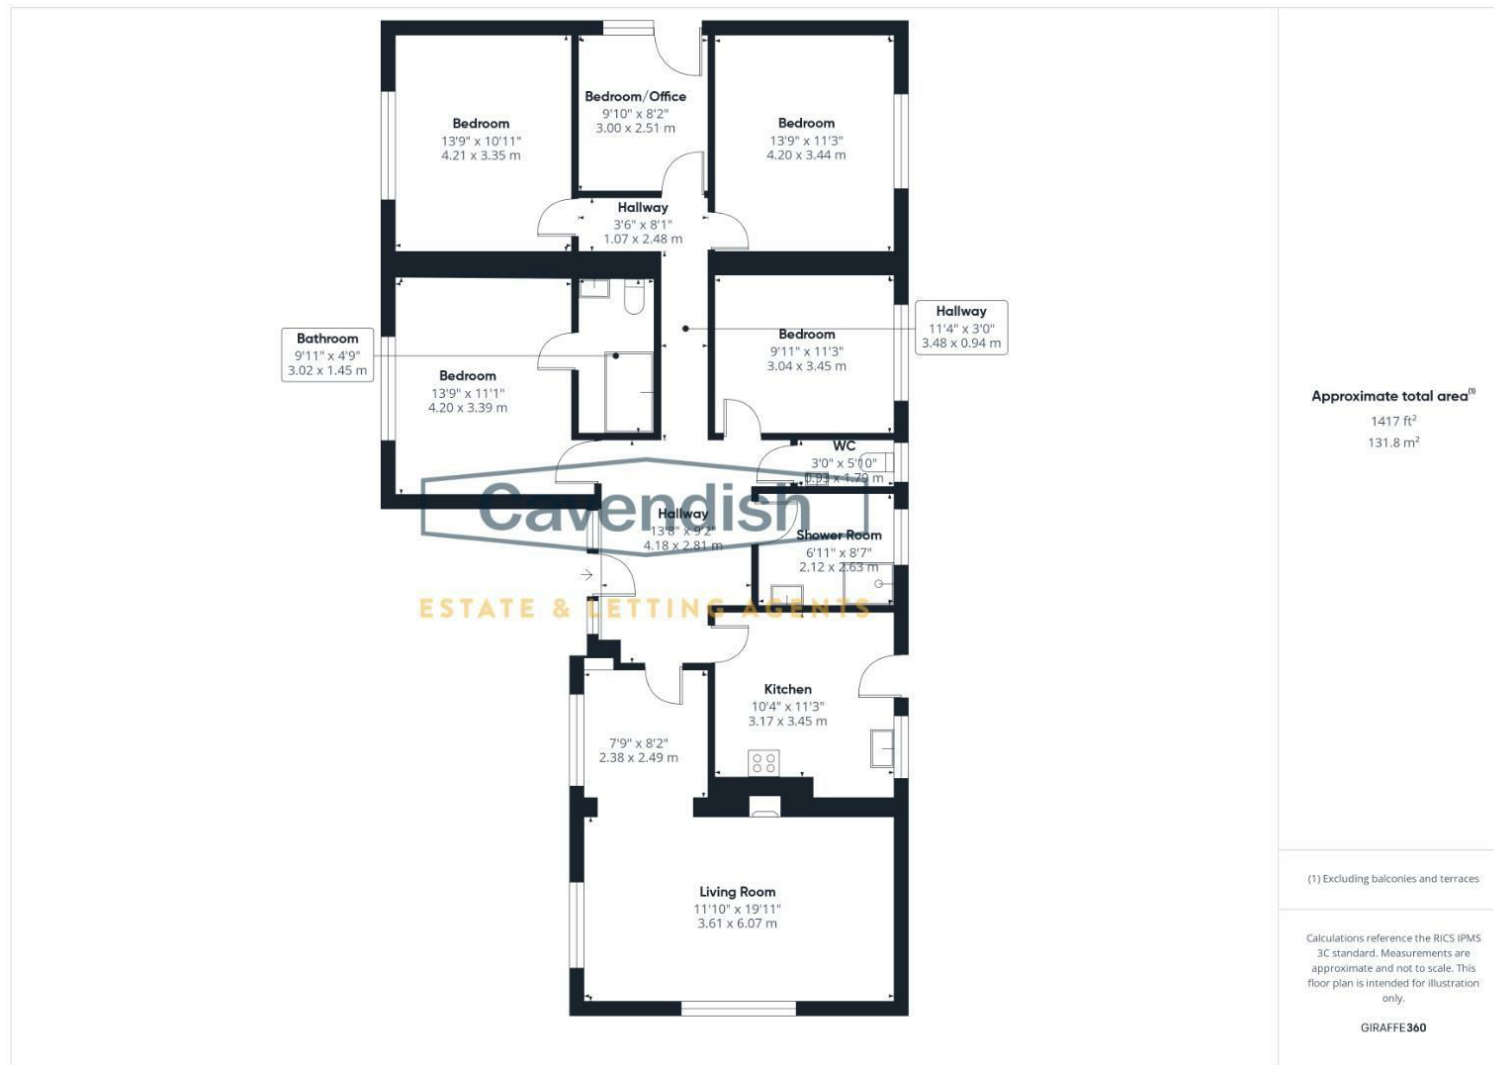 Bedroom
13'9" x 10'11"
4.21 x 3.35 m
Bedroom/Office
9'10" x 8'2"
3.00 x 2.51 m
Bedroom
13'9" x 11'3"
4.20 x 3.44 m
Hallway
3'6" x 8'1"
1.07 x 2.48 m
Bathroom
9'11" x 4'9"
3.02 x 1.45 m
Bedroom
13'9" x 11'1"
4.20 x 3.39 m
Bedroom
9'11" x 11'3"
3.04 x 3.45 m
Hallway
11'4" x 3'0"
3.48 x 0.94 m
WC
3'0" x 5'10"
0.93 x 1.79 m
Cavendish
ESTATE & LETTING AGENTS
Hallway
13'8" x 9'2"
4.18 x 2.81 m
Shower Room
6'11" x 8'7"
2.12 x 2.63 m
Kitchen
10'4" x 11'3"
3.17 x 3.45 m
7'9" x 8'2"
2.38 x 2.49 m
Living Room
11'10" x 19'11"
3.61 x 6.07 m
Approximate total area(1)
1417 ft²
131.8 m²
(1) Excluding balconies and terraces
Calculations reference the RICS IPMS
3C standard. Measurements are
approximate and not to scale. This
floor plan is intended for illustration
only.
GIRAFFE360